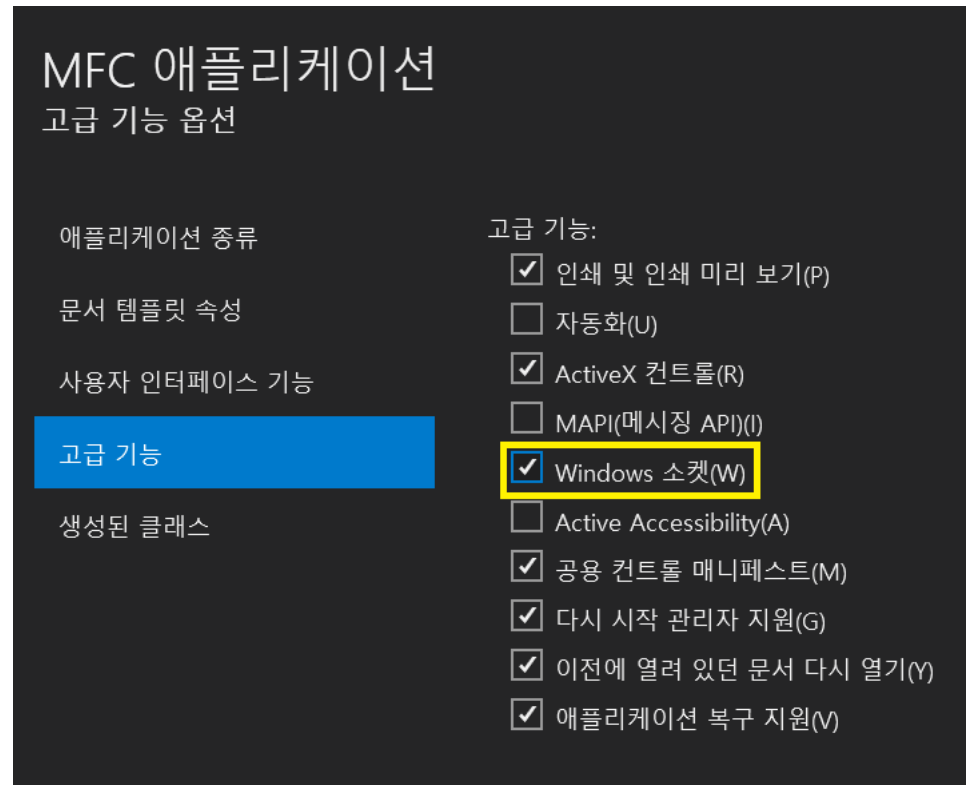 MFC 애플리케이션
고급 기능 옵션
애플리케이션 종류
문서 템플릿 속성
사용자 인터페이스 기능
고급 기능
생성된 클래스
고급 기능:
인쇄 및 인쇄 미리 보기(P)
자동화(U)
ActiveX 컨트롤(R)
MAPI(메시징 API)(I)
Windows 소켓(W)
Active Accessibility(A)
공용 컨트롤 매니페스트(M)
다시 시작 관리자 지원(G)
이전에 열려 있던 문서 다시 열기(Y)
애플리케이션 복구 지원(V)